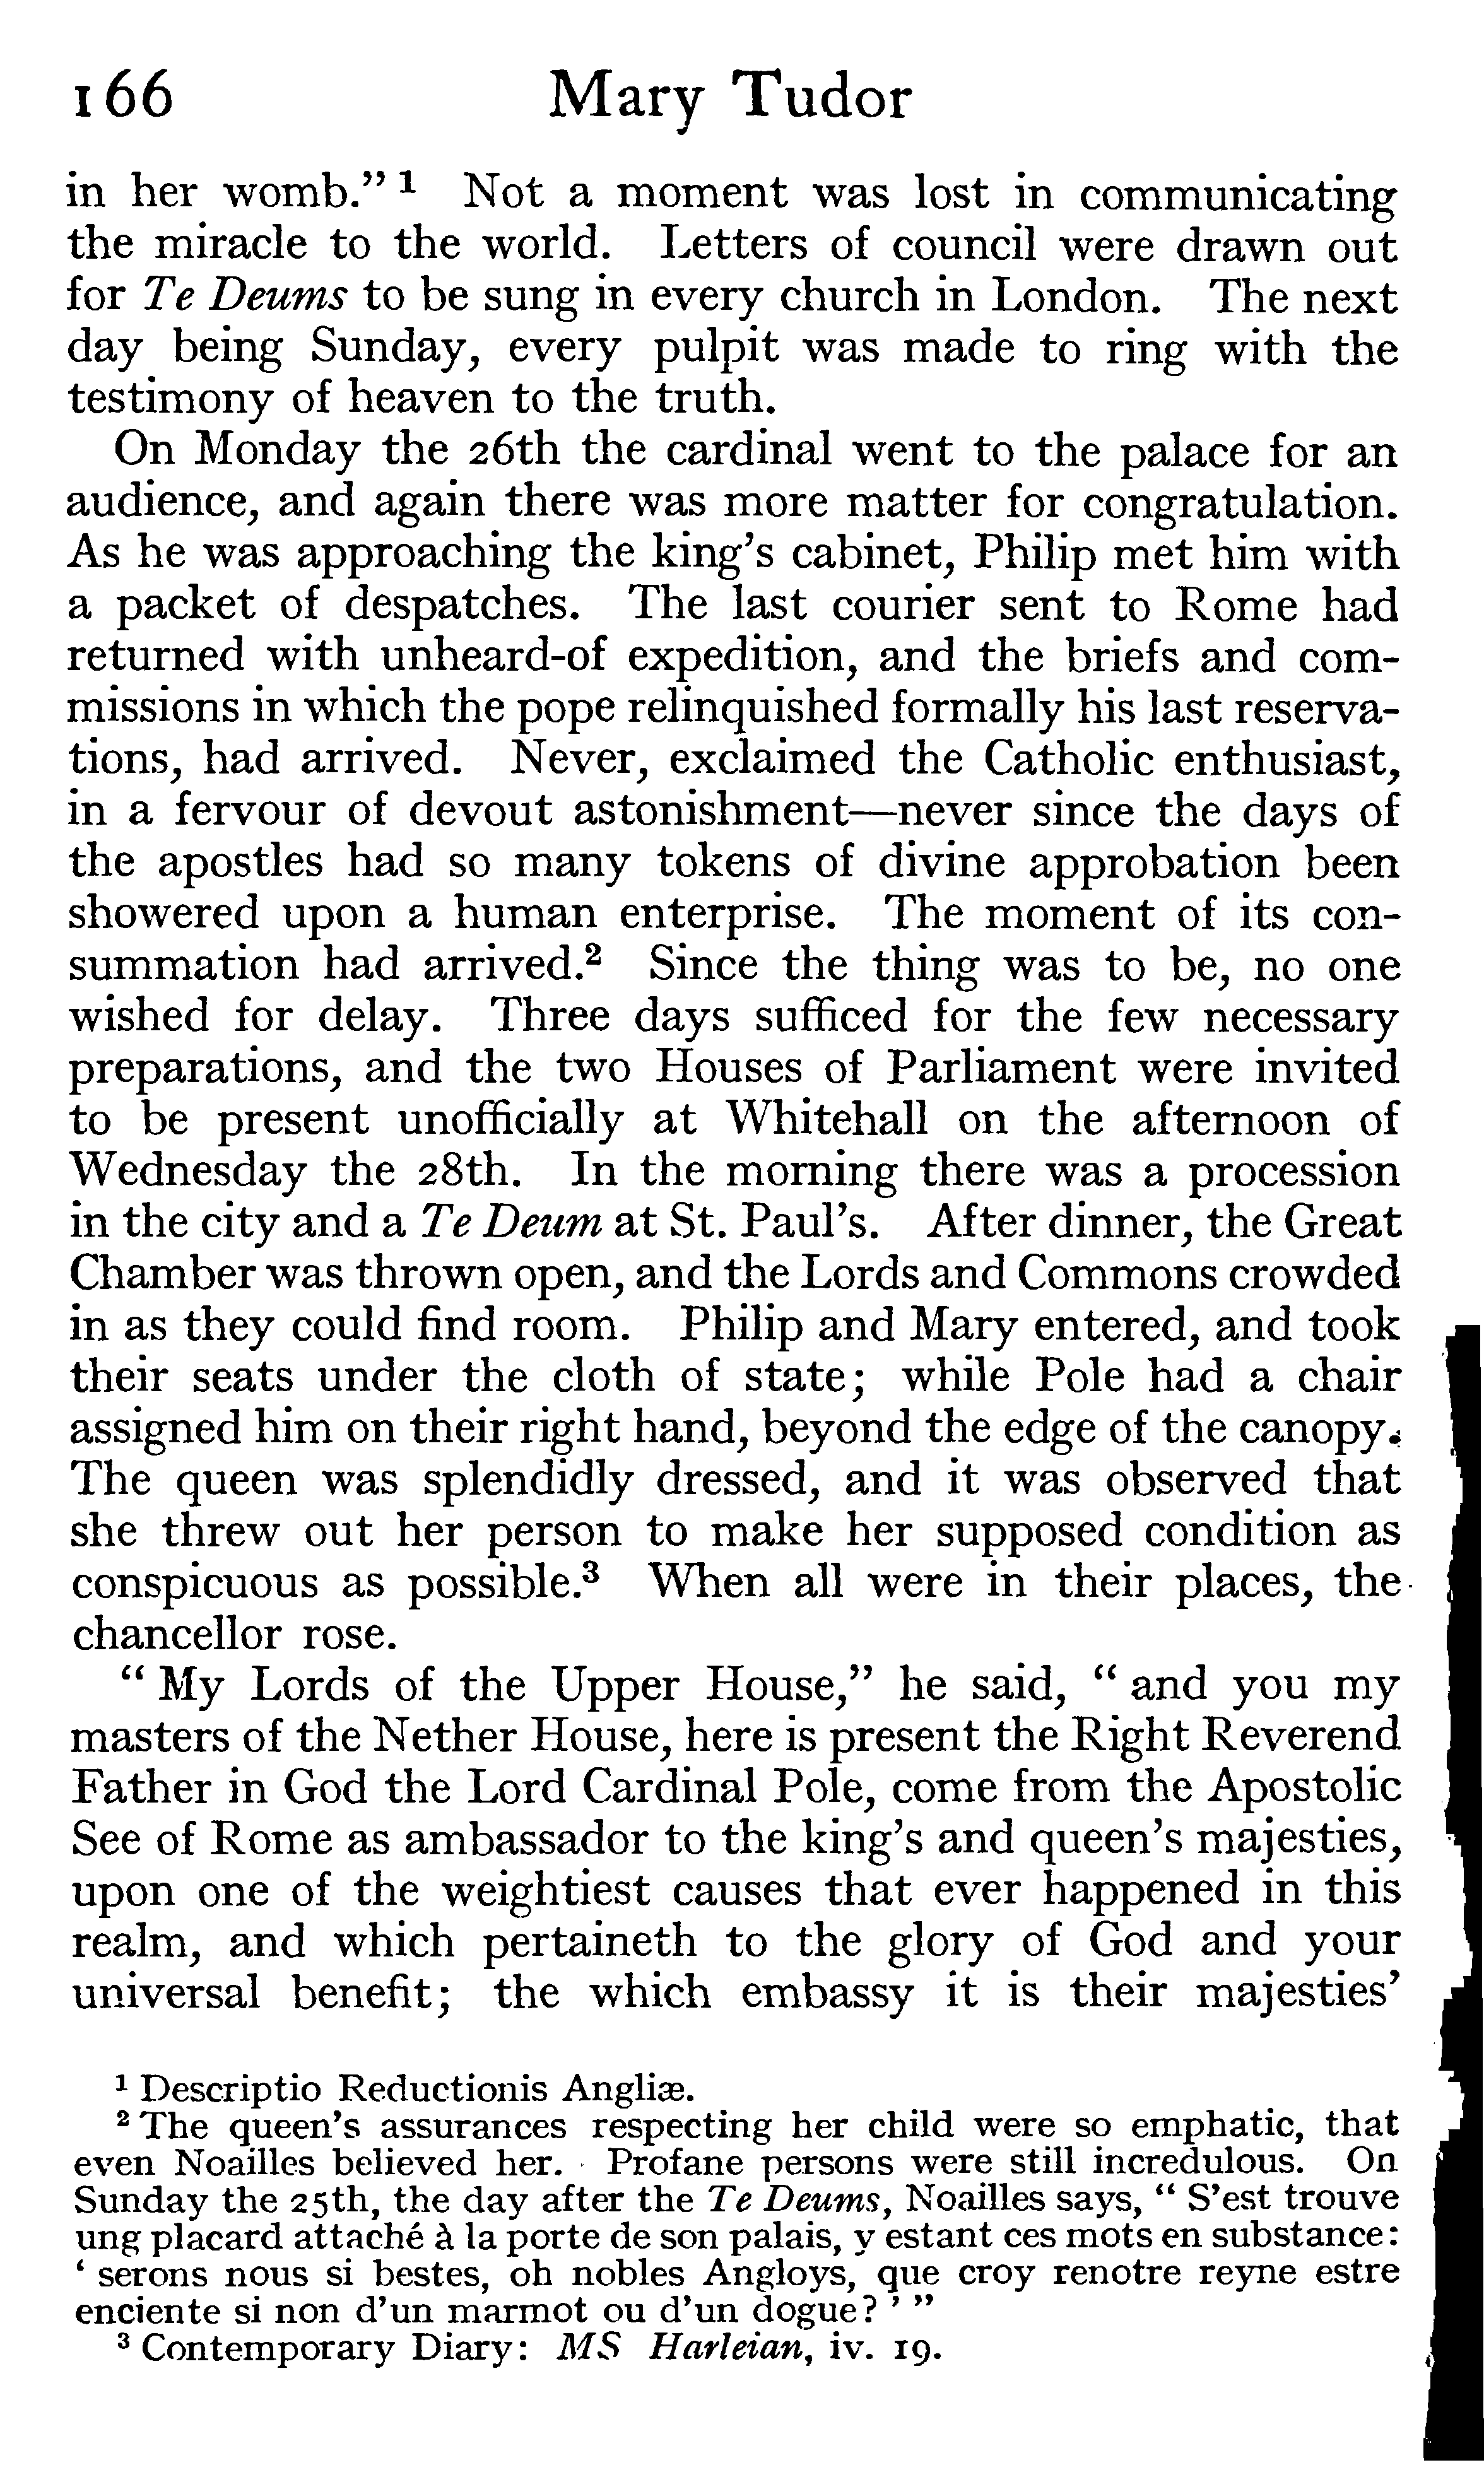 166 Mary Tudor
in her womb.” ¹ Not a moment was lost in communicating
the miracle to the world. Letters of council were drawn out
for Te Deums to be sung in every church in London. The next
day being Sunday, every pulpit was made to ring with the
testimony of heaven to the truth.
On Monday the 26th the cardinal went to the palace for an
audience, and again there was more matter for congratulation.
As he was approaching the king’s cabinet, Philip met him with
a packet of despatches. The last courier sent to Rome had
returned with unheard-of expedition, and the briefs and com-
missions in which the pope relinquished formally his last reserva-
tions, had arrived. Never, exclaimed the Catholic enthusiast,
in a fervour of devout astonishment—never since the days of
the apostles had so many tokens of divine approbation been
showered upon a human enterprise. The moment of its con-
summation had arrived.² Since the thing was to be, no one
wished for delay. Three days sufficed for the few necessary
preparations, and the two Houses of Parliament were invited
to be present unofficially at Whitehall on the afternoon of
Wednesday the 28th. In the morning there was a procession
in the city and a Te Deum at St. Paul’s. After dinner, the Great
Chamber was thrown open, and the Lords and Commons crowded
in as they could find room. Philip and Mary entered, and took
their seats under the cloth of state; while Pole had a chair
assigned him on their right hand, beyond the edge of the canopy.
The queen was splendidly dressed, and it was observed that
she threw out her person to make her supposed condition as
conspicuous as possible.³ When all were in their places, the
chancellor rose.
“ My Lords of the Upper House,” he said, “ and you my
masters of the Nether House, here is present the Right Reverend
Father in God the Lord Cardinal Pole, come from the Apostolic
See of Rome as ambassador to the king’s and queen’s majesties,
upon one of the weightiest causes that ever happened in this
realm, and which pertaineth to the glory of God and your
universal benefit; the which embassy it is their majesties’
¹ Descriptio Reductionis Angliæ.
² The queen’s assurances respecting her child were so emphatic, that
even Noailles believed her. Profane persons were still incredulous. On
Sunday the 25th, the day after the Te Deums, Noailles says, “ S’est trouve
ung placard attaché à la porte de son palais, y estant ces mots en substance:
‘ serons nous si bestes, oh nobles Angloys, que croy renotre reyne estre
enciente si non d’un marmot ou d’un dogue? ’ ”
³ Contemporary Diary: MS Harleian, iv. 19.